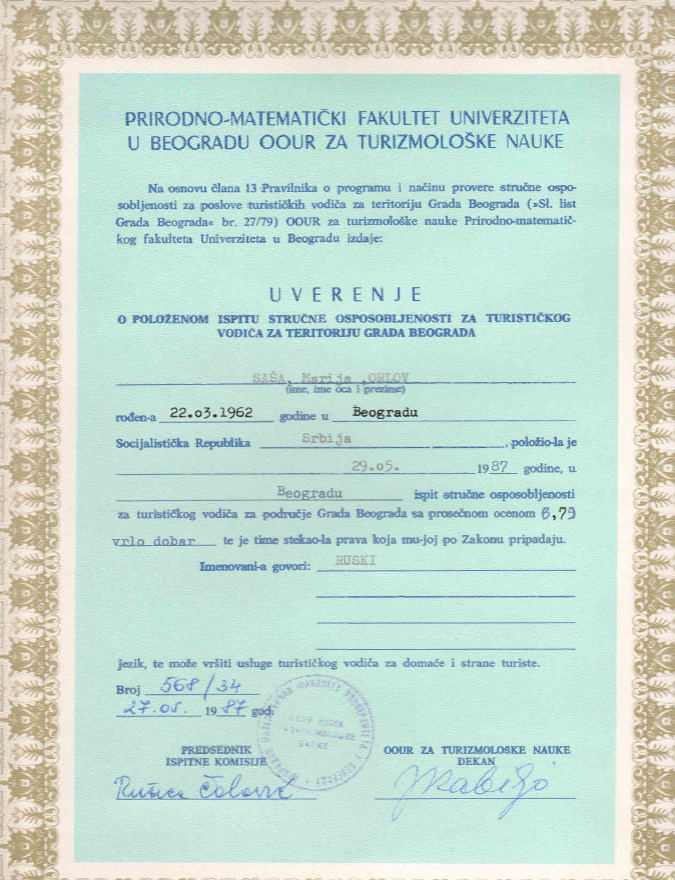 PRIRODNO-MATEMATIČKI FAKULTET UNIVERZITETA
U BEOGRADU OOUR ZA TURIZMOLOŠKE NAUKE
Na osnovu člana 13 Pravilnika o programu i načinu provere stručne ospo-
sobljenosti za poslove turističkih vodiča za teritoriju Grada Beograda (»Sl. list
Grada Beograda« br. 27/79) OOUR za turizmološke nauke Prirodno-matematič-
kog fakulteta Univerziteta u Beogradu izdaje:
UVERENJE
O POLOŽENOM ISPITU STRUČNE OSPOSOBLJENOSTI ZA TURISTIČKOG
VODIČA ZA TERITORIJU GRADA BEOGRADA
SAŠA, Marija ,ORLOV
(ime, ime oca i prezime)
rođen-a 22.o3.1962 godine u Beogradu
Socijalistička Republika Srbija, položio-la je
29.o5. 1987 godine, u
Beogradu ispit stručne osposobljenosti
za turističkog vodiča za područje Grada Beograda sa prosečnom ocenom 8,79
vrlo dobar te je time stekao-la prava koja mu-joj po Zakonu pripadaju.
Imenovani-a govori: RUSKI
jezik, te može vršiti usluge turističkog vodiča za domaće i strane turiste.
Broj 568/34
27.05. 1987 god.
PREDSEDNIK
ISPITNE KOMISIJE
OOUR ZA TURIZMOLOŠKE NAUKE
DEKAN